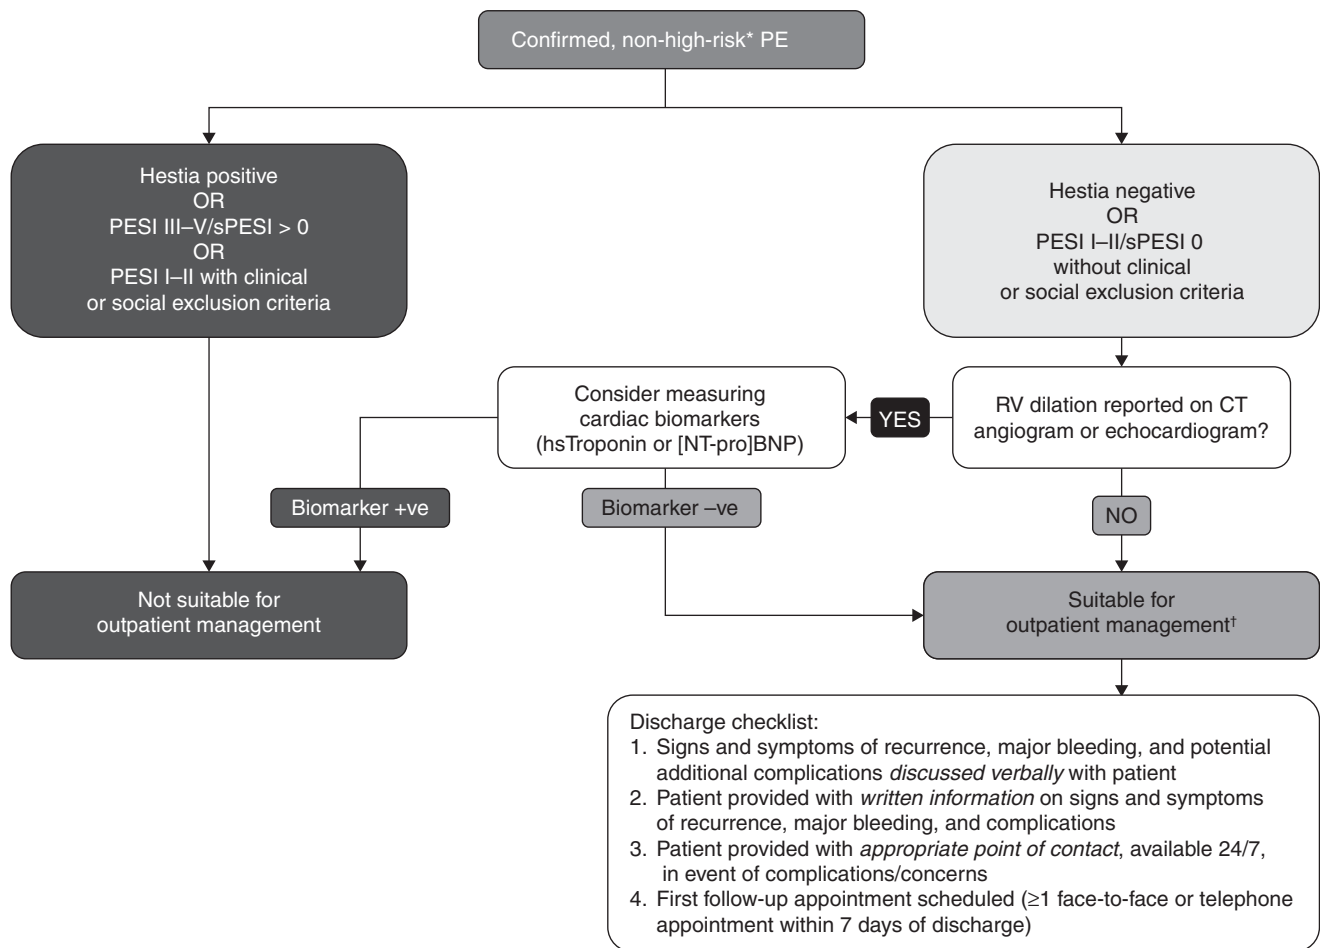 Confirmed, non-high-risk* PE
Hestia positive
OR
PESI III–V/sPESI > 0
OR
PESI I–II with clinical
or social exclusion criteria
Hestia negative
OR
PESI I–II/sPESI 0
without clinical
or social exclusion criteria
Consider measuring
cardiac biomarkers
(hsTroponin or [NT-pro]BNP)
YES
RV dilation reported on CT
angiogram or echocardiogram?
Biomarker +ve
Biomarker –ve
NO
Not suitable for
outpatient management
Suitable for
outpatient management†
Discharge checklist:
1. Signs and symptoms of recurrence, major bleeding, and potential
additional complications discussed verbally with patient
2. Patient provided with written information on signs and symptoms
of recurrence, major bleeding, and complications
3. Patient provided with appropriate point of contact, available 24/7,
in event of complications/concerns
4. First follow-up appointment scheduled (≥1 face-to-face or telephone
appointment within 7 days of discharge)